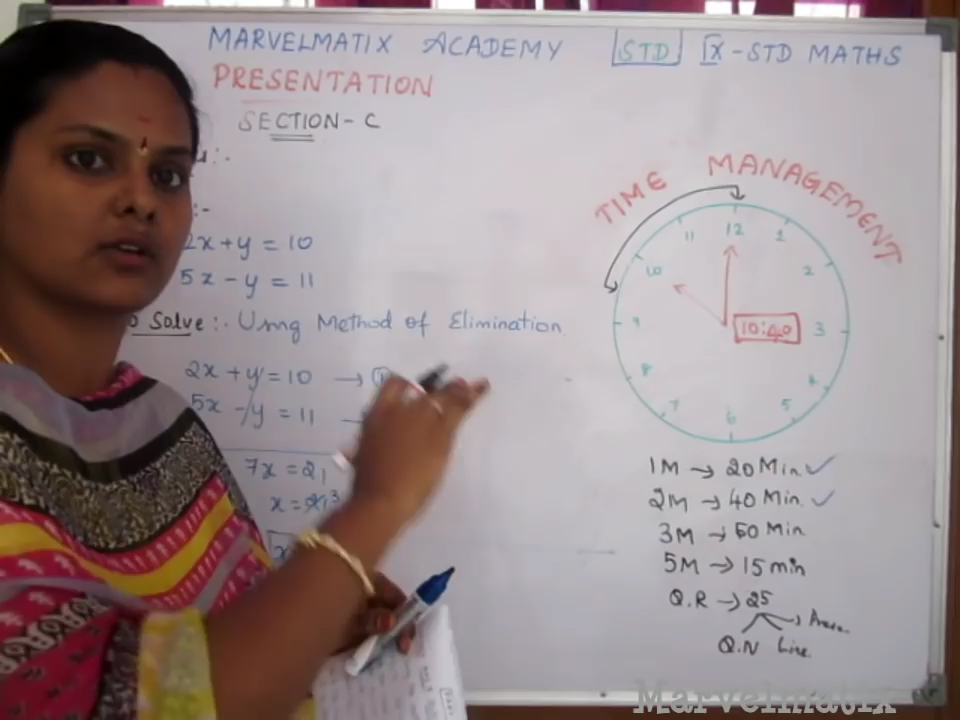 MARVELMATIX ACADEMY STD X-STD MATHS
PRESENTATION
SECTION-C
:-
:-
2x+y=10
5x-y=11
Solve:- Using Method of Elimination
2x+y=10 →
5x-y=11
7x=21
x=
TIME MANAGEMENT
12
11 1
10 2
9 10:40 3
8 4
7 5
6
1M → 20 Min ✓
2M → 40 Min. ✓
3M → 60 Min
5M → 15 min
Q.R → 25
Q.N Line
Marvelmatix